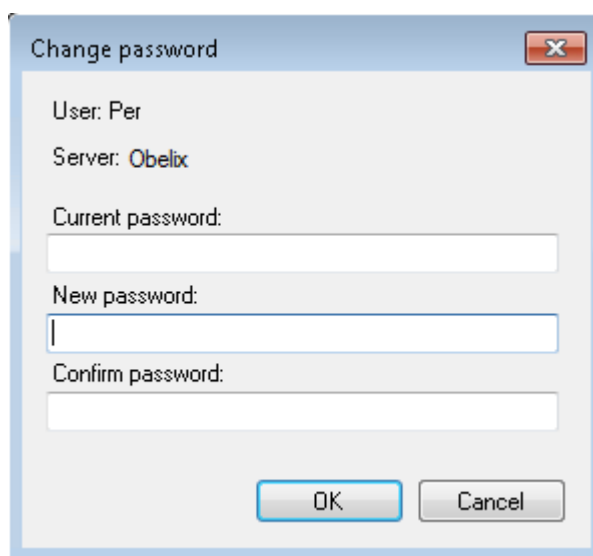 Change password
User: Per
Server: Obelix
Current password:
New password:
Confirm password:
OK Cancel